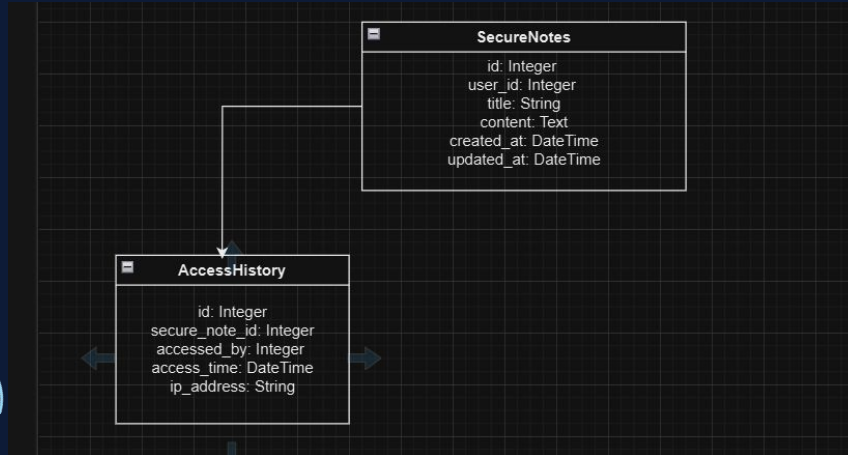 SecureNotes
id: Integer
user_id: Integer
title: String
content: Text
created_at: DateTime
updated_at: DateTime
AccessHistory
id: Integer
secure_note_id: Integer
accessed_by: Integer
access_time: DateTime
ip_address: String